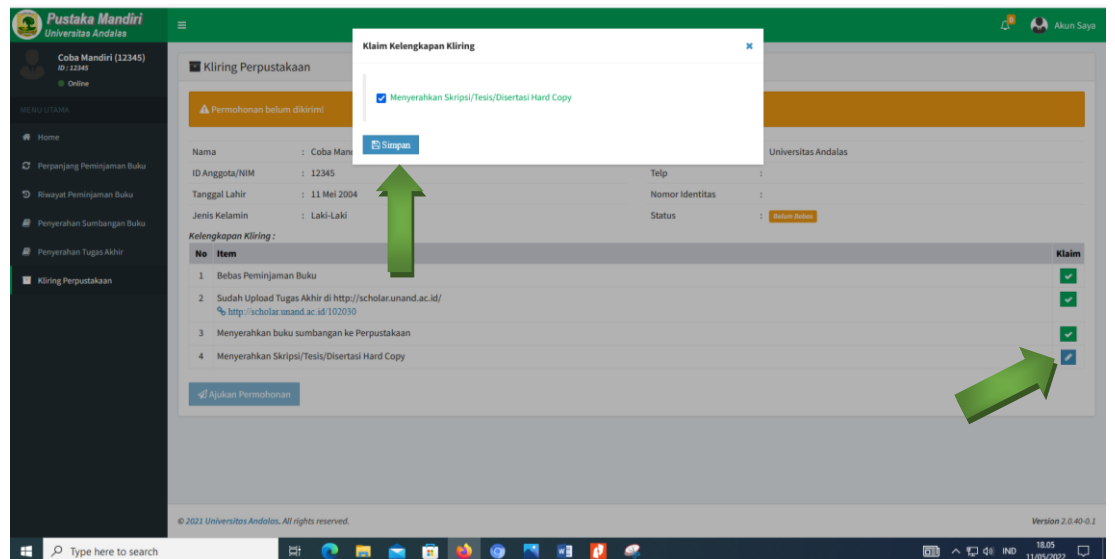 Pustaka Mandiri
Universitas Andalas
Akun Saya
Coba Mandiri (12345)
ID : 12345
Online
MENU UTAMA
Home
Perpanjang Peminjaman Buku
Riwayat Peminjaman Buku
Penyerahan Sumbangan Buku
Penyerahan Tugas Akhir
Kliring Perpustakaan
Klaim Kelengkapan Kliring
Menyerahkan Skripsi/Tesis/Disertasi Hard Copy
Simpan
Kliring Perpustakaan
Permohonan belum dikirim!
Nama : Coba Mand
Universitas Andalas
ID Anggota/NIM : 12345
Telp :
Tanggal Lahir : 11 Mei 2004
Nomor Identitas :
Jenis Kelamin : Laki-Laki
Status : Belum Bebas
Kelengkapan Kliring :
No Item Klaim
1 Bebas Peminjaman Buku
2 Sudah Upload Tugas Akhir di http://scholar.unand.ac.id/
http://scholar.unand.ac.id/102030
3 Menyerahkan buku sumbangan ke Perpustakaan
4 Menyerahkan Skripsi/Tesis/Disertasi Hard Copy
Ajukan Permohonan
© 2021 Universitas Andalas. All rights reserved.
Version 2.0.40-0.1
Type here to search
IND
18.05
11/05/2022